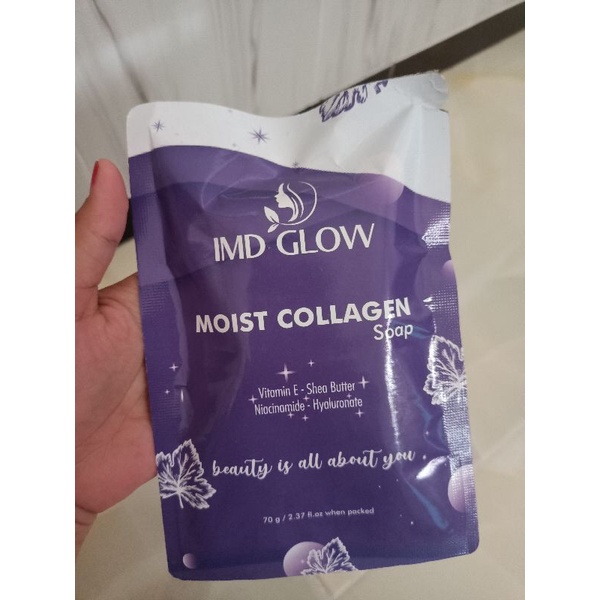 IMD GLOW
MOIST COLLAGEN
Soap
Vitamin E - Shea Butter
Niacinamide - Hyaluronate
beauty is all about you
70 g / 2.37 fl.oz when packed